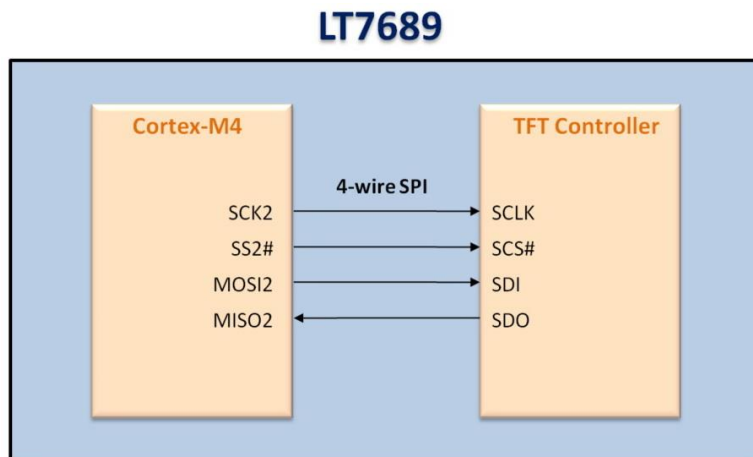 LT7689
Cortex-M4
TFT Controller
4-wire SPI
SCK2
SCLK
SS2#
SCS#
MOSI2
SDI
MISO2
SDO